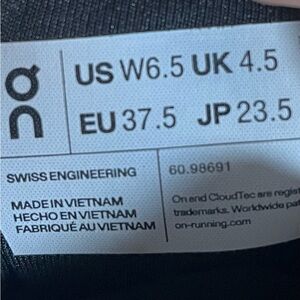 On
US W6.5 UK 4.5
EU 37.5 JP 23.5
SWISS ENGINEERING
60.98691
MADE IN VIETNAM
HECHO EN VIETNAM
FABRIQUÉ AU VIETNAM
On and CloudTec are
trademarks. Worldwide
on-running.com